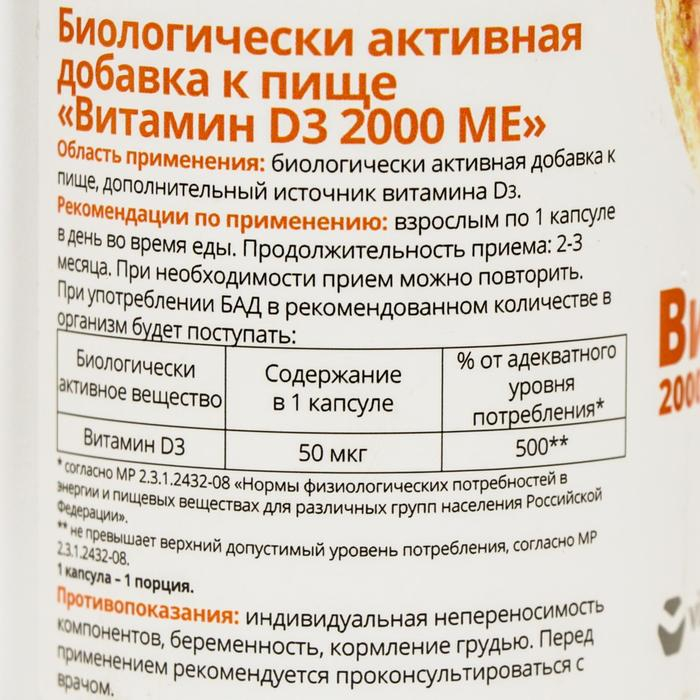 Биологически активная
добавка к пище
«Витамин D3 2000 МЕ»
Область применения: биологически активная добавка к
пище, дополнительный источник витамина D3.
Рекомендации по применению: взрослым по 1 капсуле
в день во время еды. Продолжительность приема: 2-3
месяца. При необходимости прием можно повторить.
При употреблении БАД в рекомендованном количестве в
организм будет поступать:
Биологически
активное вещество
Содержание
в 1 капсуле
% от адекватного
уровня
потребления*
Витамин D3
50 мкг
500**
* согласно МР 2.3.1.2432-08 «Нормы физиологических потребностей в
энергии и пищевых веществах для различных групп населения Российской
Федерации».
** не превышает верхний допустимый уровень потребления, согласно МР
2.3.1.2432-08.
1 капсула – 1 порция.
Противопоказания: индивидуальная непереносимость
компонентов, беременность, кормление грудью. Перед
применением рекомендуется проконсультироваться с
врачом.